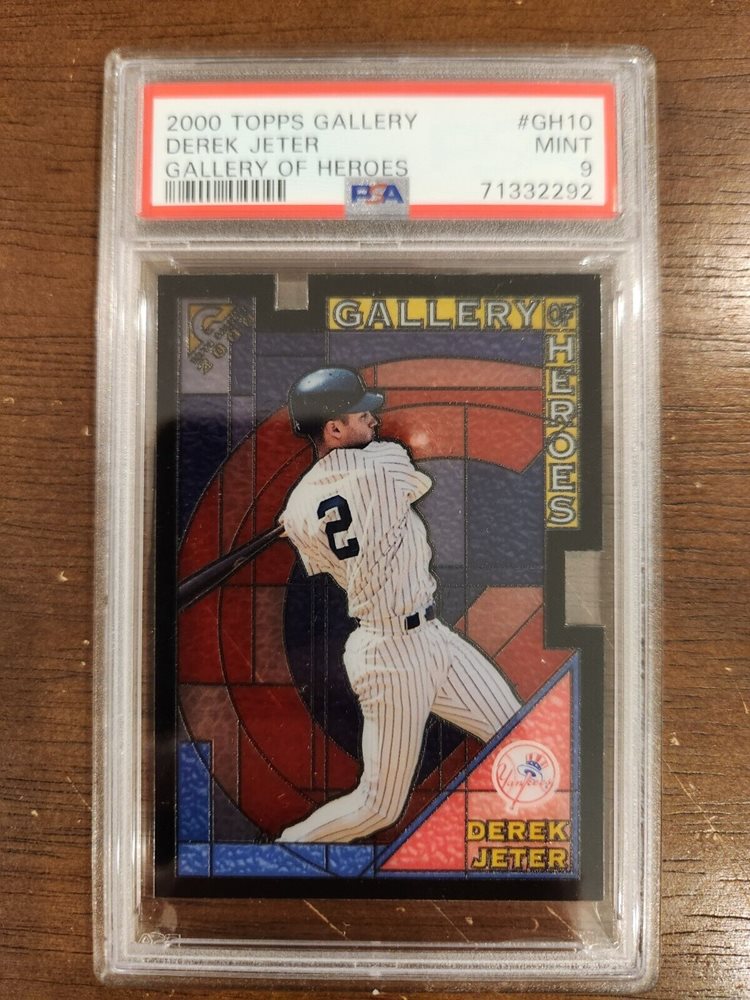 2000 TOPPS GALLERY #GH10
DEREK JETER MINT
GALLERY OF HEROES 9
PSA 71332292
GALLERY OF
HEROES
G
2
Yankees
DEREK
JETER